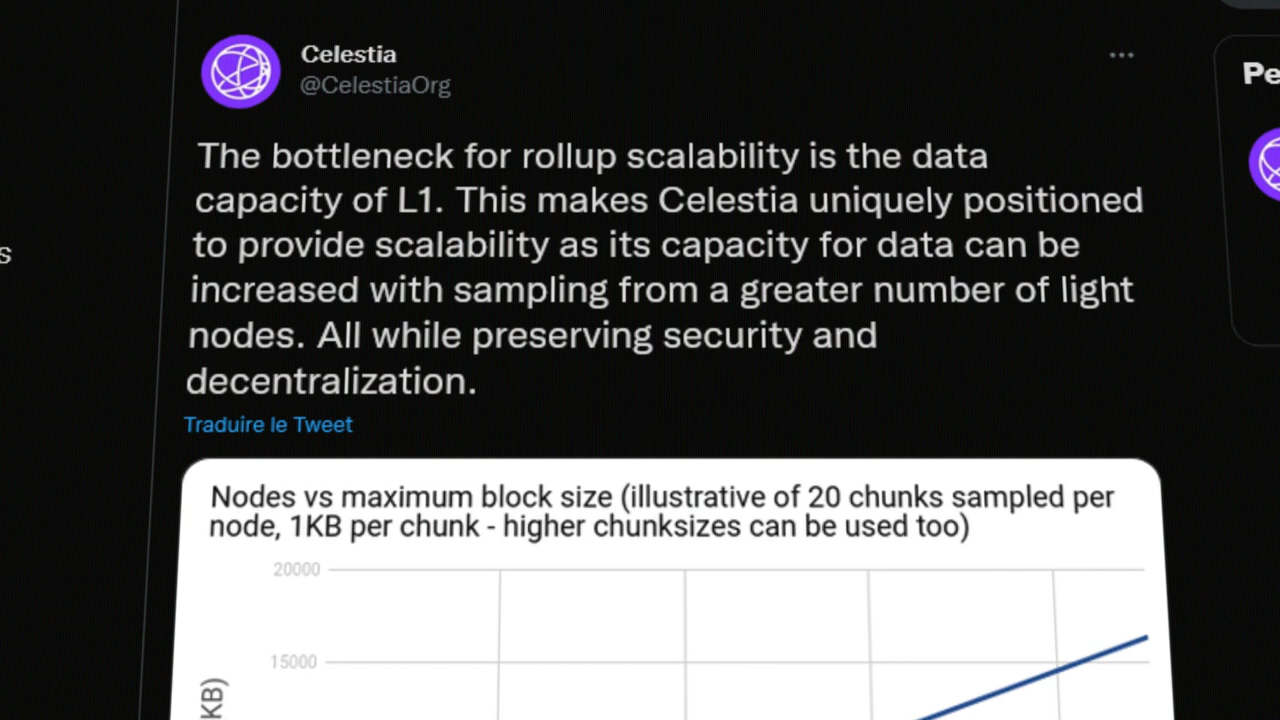 Celestia
@CelestiaOrg
Pe
The bottleneck for rollup scalability is the data
capacity of L1. This makes Celestia uniquely positioned
to provide scalability as its capacity for data can be
increased with sampling from a greater number of light
nodes. All while preserving security and
decentralization.
s
Traduire le Tweet
Nodes vs maximum block size (illustrative of 20 chunks sampled per
node, 1KB per chunk - higher chunksizes can be used too)
20000
15000
KB)